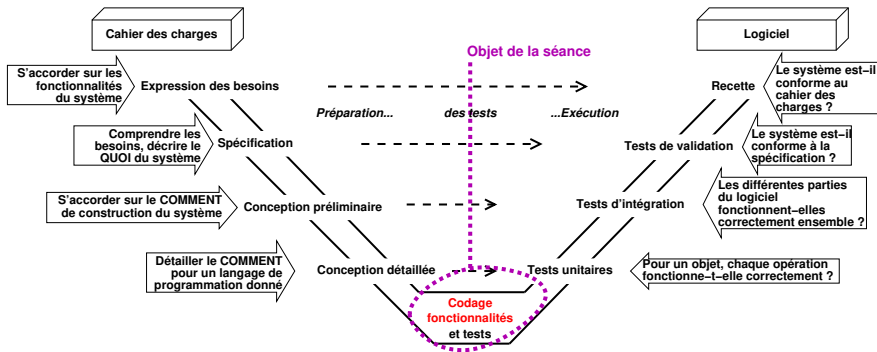 Cahier des charges
Logiciel
Objet de la séance
S'accorder sur les
fonctionnalités
du système
Expression des besoins
Recette
Le système est–il
conforme au
cahier des
charges ?
Préparation...
des tests
...Exécution
Comprendre les
besoins, décrire le
QUOI du système
Spécification
Tests de validation
Le système est–il
conforme à la
spécification ?
S'accorder sur le COMMENT
de construction du système
Conception préliminaire
Tests d'intégration
Les différentes parties
du logiciel
fonctionnent–elles
correctement ensemble ?
Détailler le COMMENT
pour un langage de
programmation donné
Conception détaillée
Tests unitaires
Pour un objet, chaque opération
fonctionne–t–elle correctement ?
Codage
fonctionnalités
et tests